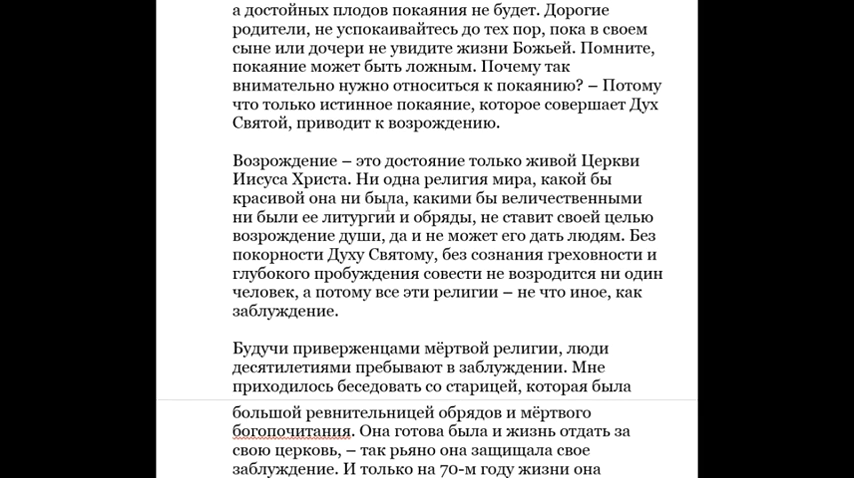 а достойных плодов покаяния не будет. Дорогие
родители, не успокаивайтесь до тех пор, пока в своем
сыне или дочери не увидите жизни Божьей. Помните,
покаяние может быть ложным. Почему так
внимательно нужно относиться к покаянию? – Потому
что только истинное покаяние, которое совершает Дух
Святой, приводит к возрождению.
Возрождение – это достояние только живой Церкви
Иисуса Христа. Ни одна религия мира, какой бы
красивой она ни была, какими бы величественными
ни были ее литургии и обряды, не ставит своей целью
возрождение души, да и не может его дать людям. Без
покорности Духу Святому, без сознания греховности и
глубокого пробуждения совести не возродится ни один
человек, а потому все эти религии – не что иное, как
заблуждение.
Будучи приверженцами мёртвой религии, люди
десятилетиями пребывают в заблуждении. Мне
приходилось беседовать со старицей, которая была
большой ревнительницей обрядов и мёртвого
богопочитания. Она готова была и жизнь отдать за
свою церковь, – так рьяно она защищала свое
заблуждение. И только на 70-м году жизни она